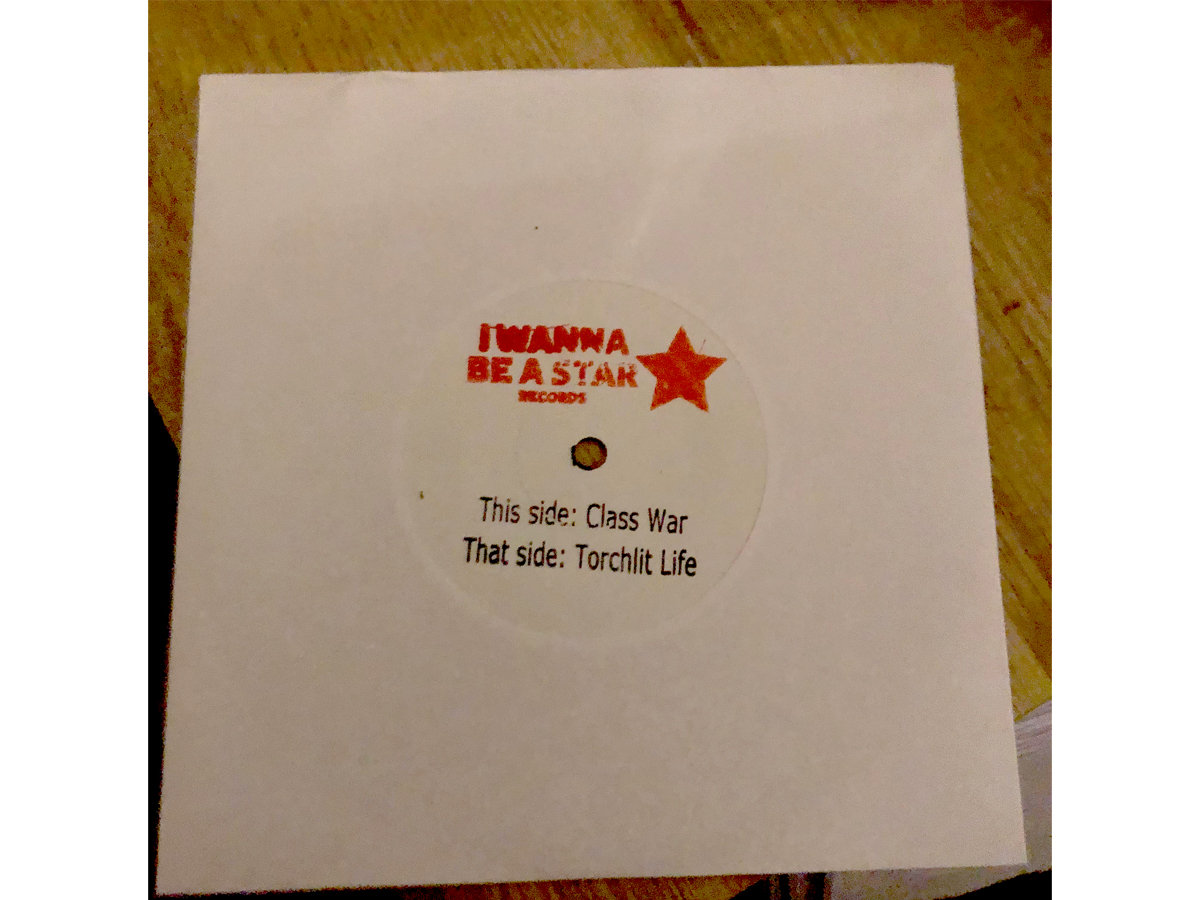 I WANNA
BE A STAR
RECORDS
This side: Class War
That side: Torchlit Life